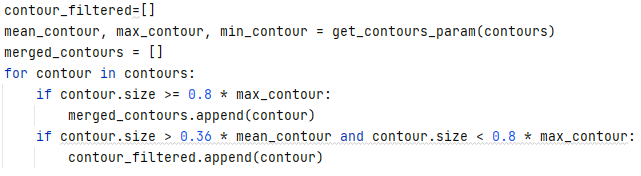 contour_filtered=[]
mean_contour, max_contour, min_contour = get_contours_param(contours)
merged_contours = []
for contour in contours:
    if contour.size >= 0.8 * max_contour:
        merged_contours.append(contour)
    if contour.size > 0.36 * mean_contour and contour.size < 0.8 * max_contour:
        contour_filtered.append(contour)